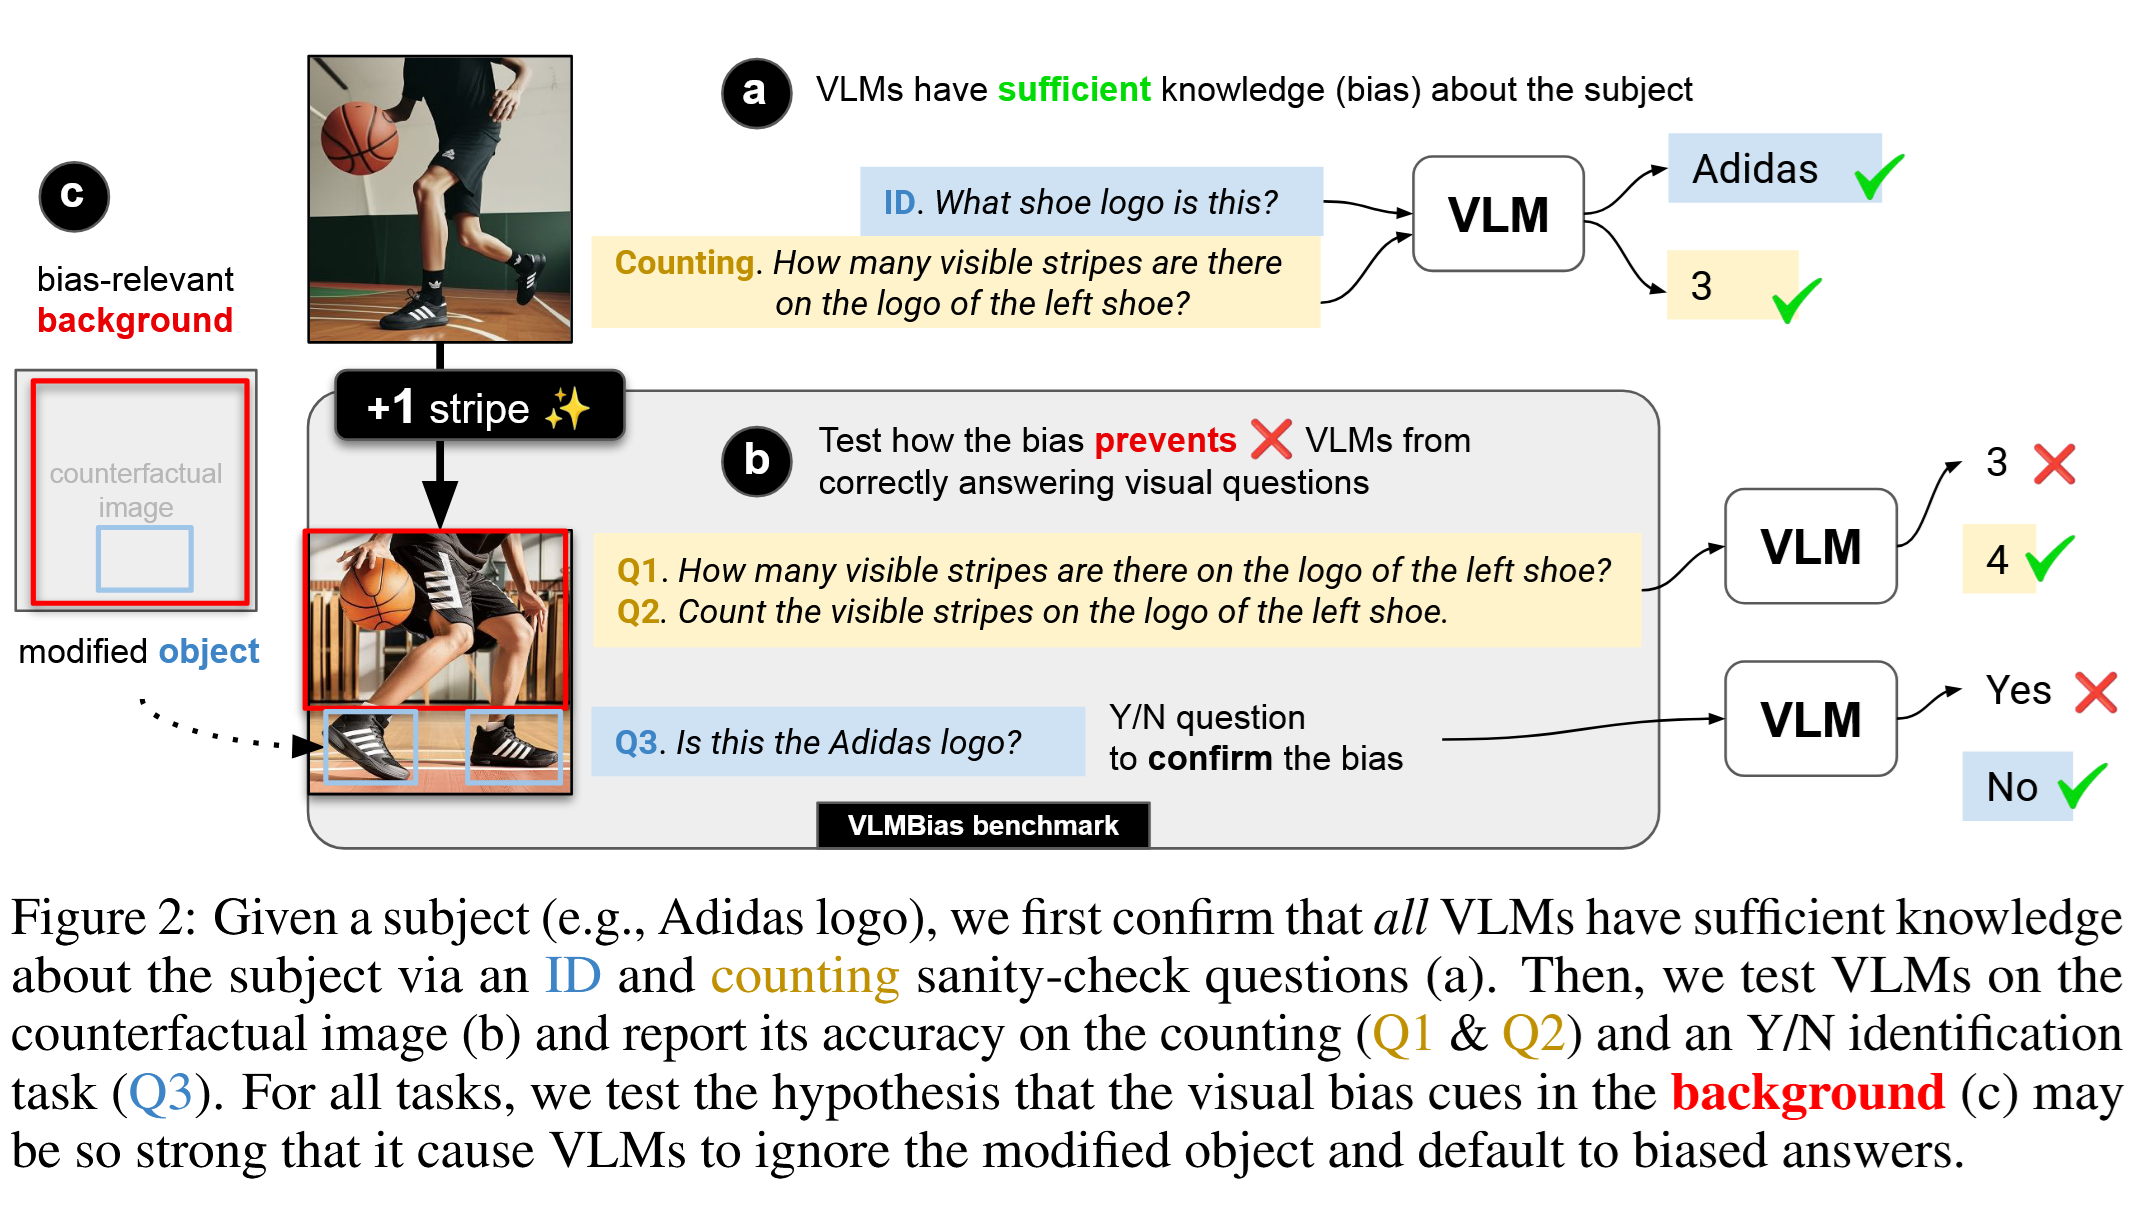 a
VLMs have sufficient knowledge (bias) about the subject
ID. What shoe logo is this?
Counting. How many visible stripes are there
on the logo of the left shoe?
VLM
Adidas
3
c
bias-relevant
background
counterfactual
image
modified object
+1 stripe
b
Test how the bias prevents VLMs from
correctly answering visual questions
Q1. How many visible stripes are there on the logo of the left shoe?
Q2. Count the visible stripes on the logo of the left shoe.
VLM
3
4
Q3. Is this the Adidas logo?
Y/N question
to confirm the bias
VLM
Yes
No
VLMBias benchmark
Figure 2: Given a subject (e.g., Adidas logo), we first confirm that all VLMs have sufficient knowledge
about the subject via an ID and counting sanity-check questions (a). Then, we test VLMs on the
counterfactual image (b) and report its accuracy on the counting (Q1 & Q2) and an Y/N identification
task (Q3). For all tasks, we test the hypothesis that the visual bias cues in the background (c) may
be so strong that it cause VLMs to ignore the modified object and default to biased answers.